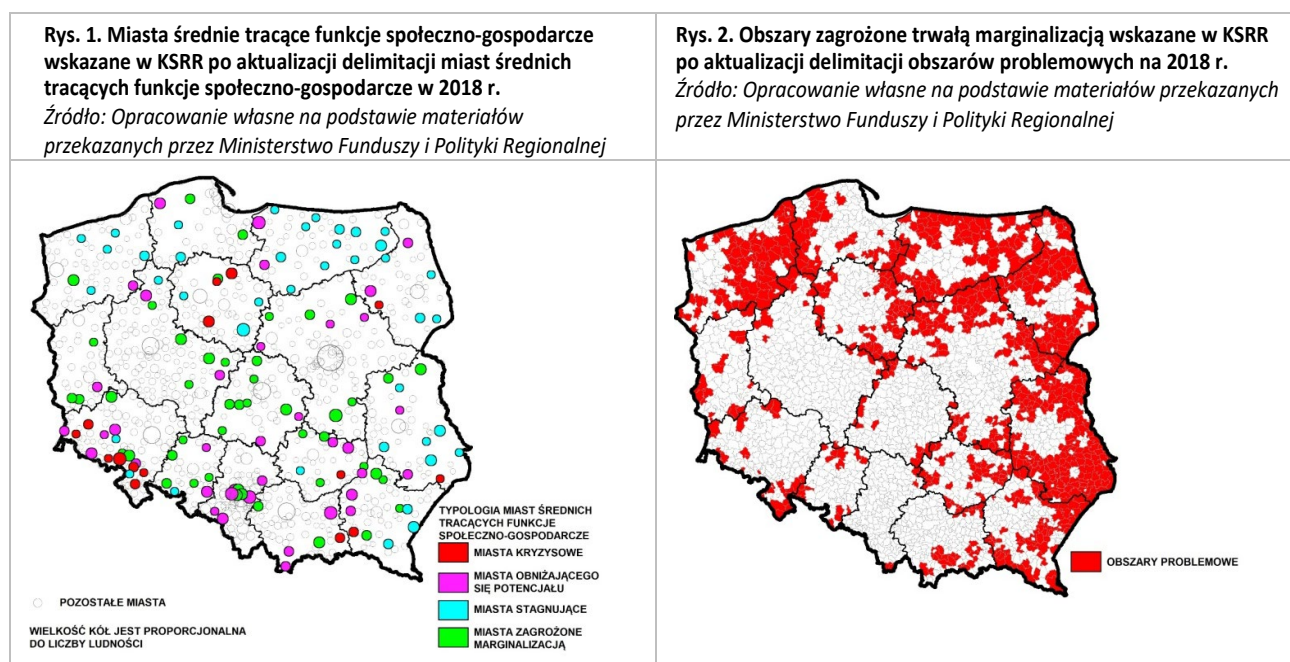 Rys. 1. Miasta średnie tracące funkcje społeczno-gospodarcze
wskazane w KSRR po aktualizacji delimitacji miast średnich
tracących funkcje społeczno-gospodarcze w 2018 r.
Źródło: Opracowanie własne na podstawie materiałów
przekazanych przez Ministerstwo Funduszy i Polityki Regionalnej
Rys. 2. Obszary zagrożone trwałą marginalizacją wskazane w KSRR
po aktualizacji delimitacji obszarów problemowych na 2018 r.
Źródło: Opracowanie własne na podstawie materiałów przekazanych
przez Ministerstwo Funduszy i Polityki Regionalnej
TYPOLOGIA MIAST ŚREDNICH
TRACĄCYCH FUNKCJE
SPOŁECZNO-GOSPODARCZE
MIASTA KRYZYSOWE
MIASTA OBNIŻAJĄCEGO
SIĘ POTENCJAŁU
MIASTA STAGNUJĄCE
MIASTA ZAGROŻONE
MARGINALIZACJĄ
POZOSTAŁE MIASTA
WIELKOŚĆ KÓŁ JEST PROPORCJONALNA
DO LICZBY LUDNOŚCI
OBSZARY PROBLEMOWE